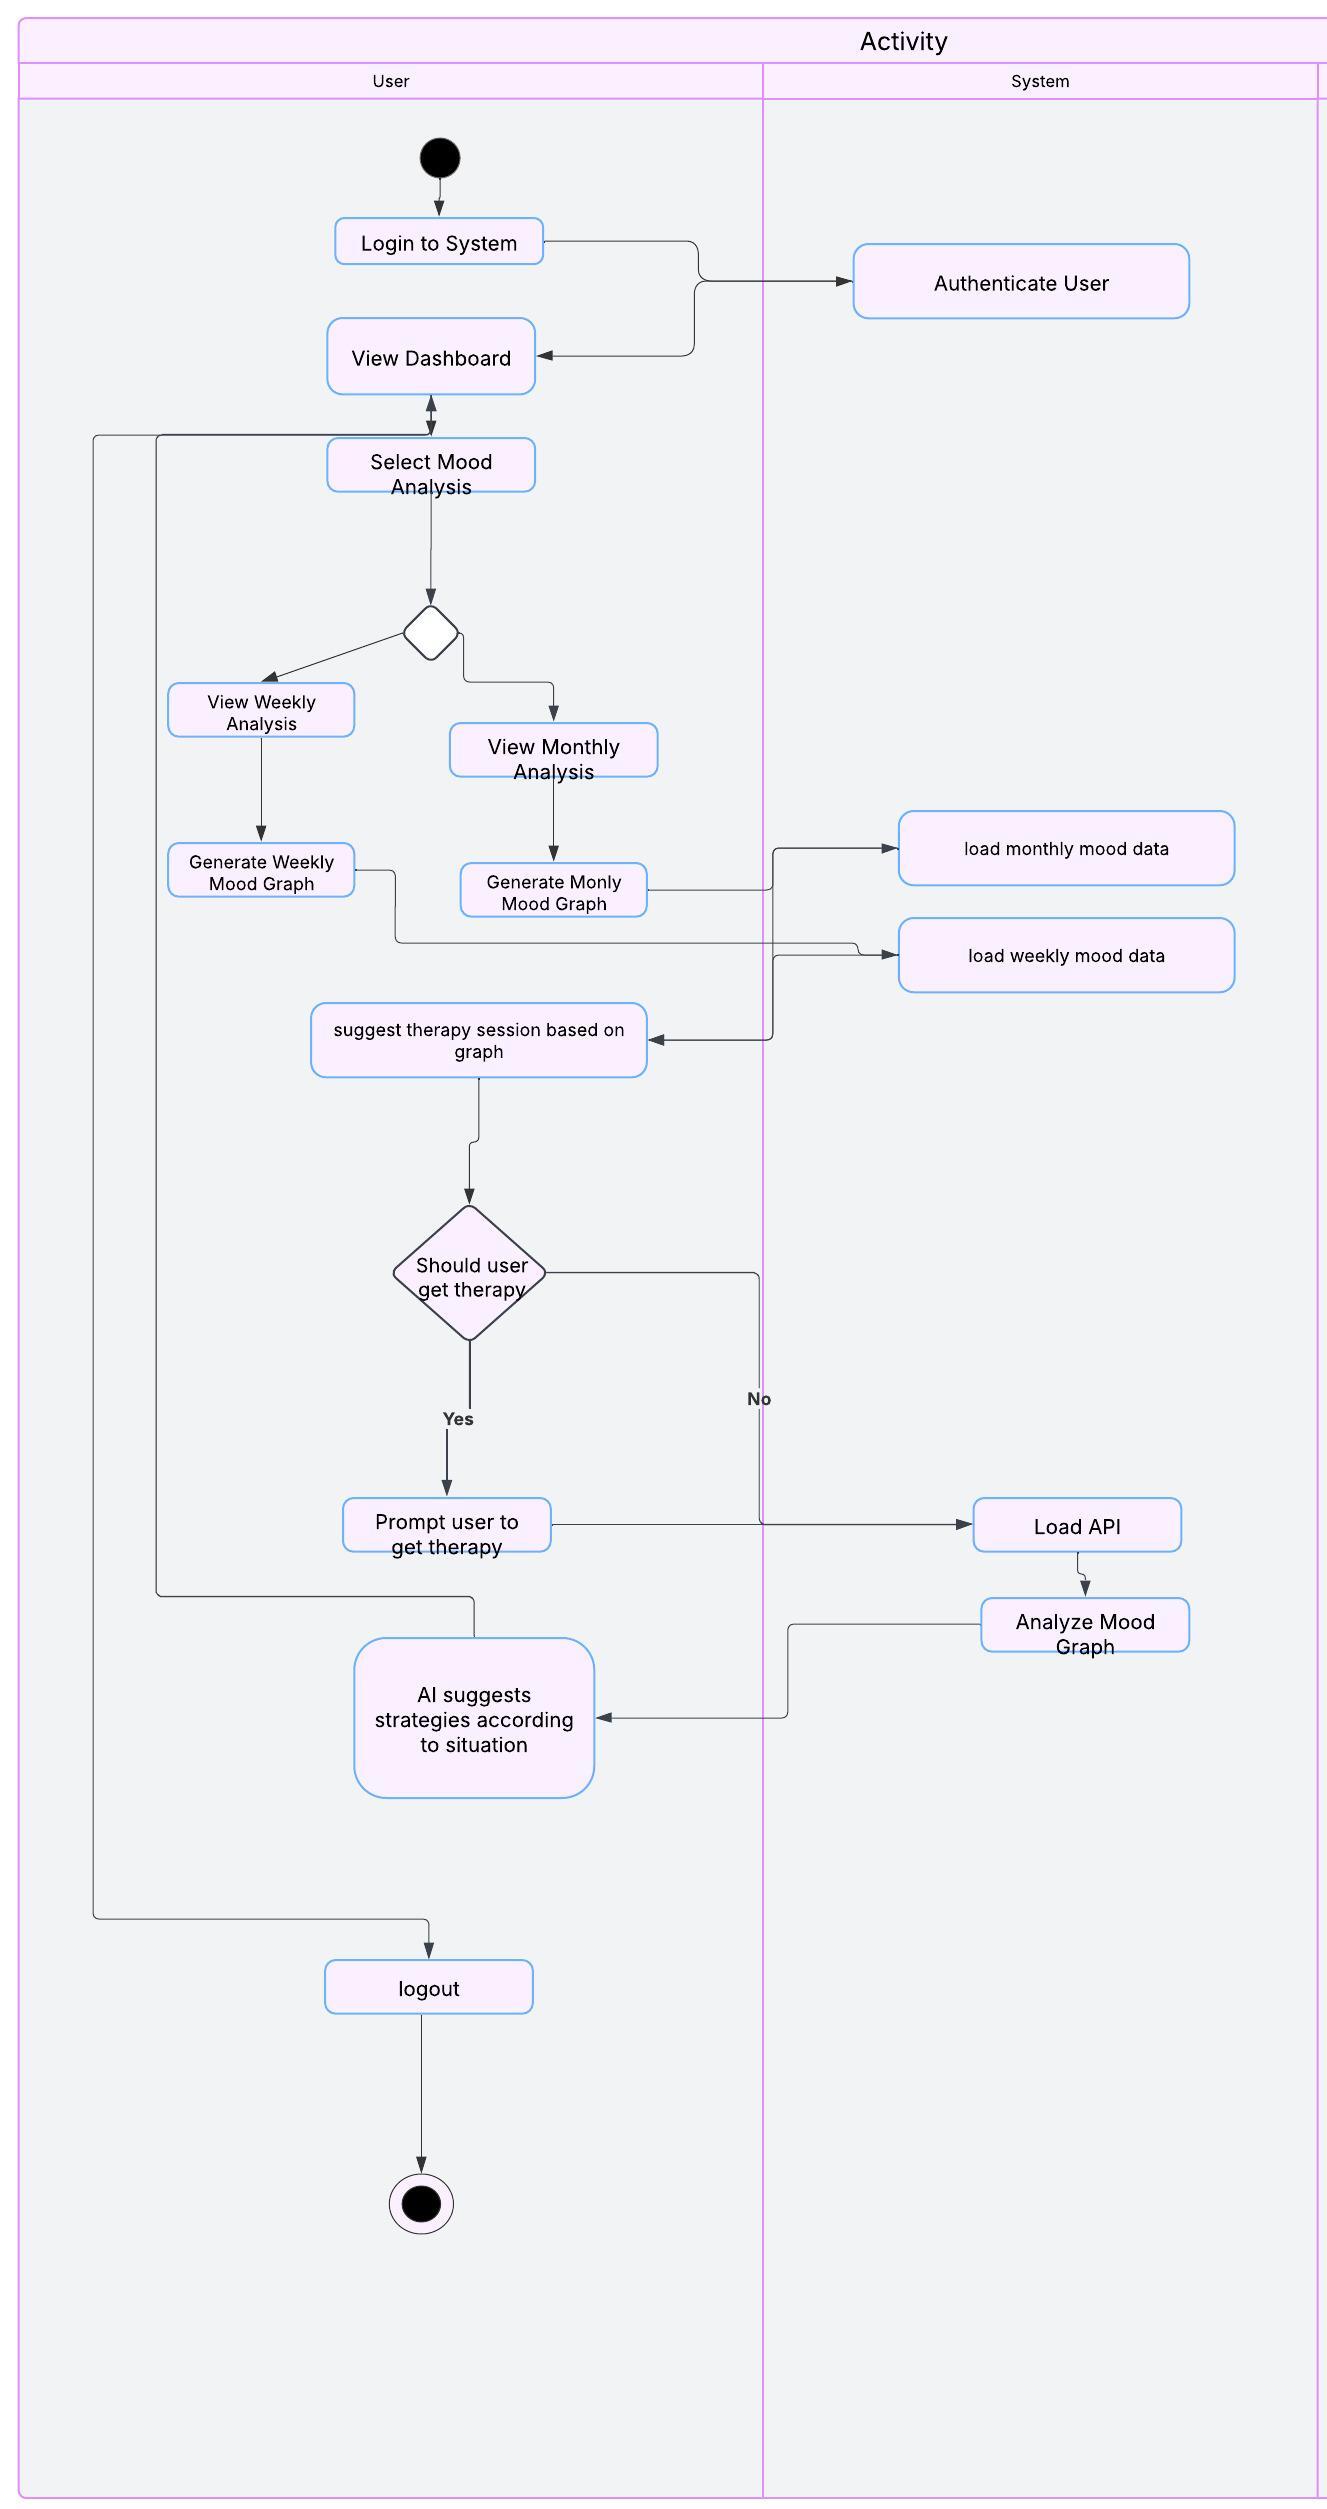 Activity
User
System
Login to System
Authenticate User
View Dashboard
Select Mood
Analysis
View Weekly
Analysis
View Monthly
Analysis
Generate Weekly
Mood Graph
Generate Monly
Mood Graph
load monthly mood data
load weekly mood data
suggest therapy session based on
graph
Should user
get therapy
No
Yes
Prompt user to
get therapy
Load API
Analyze Mood
Graph
AI suggests
strategies according
to situation
logout